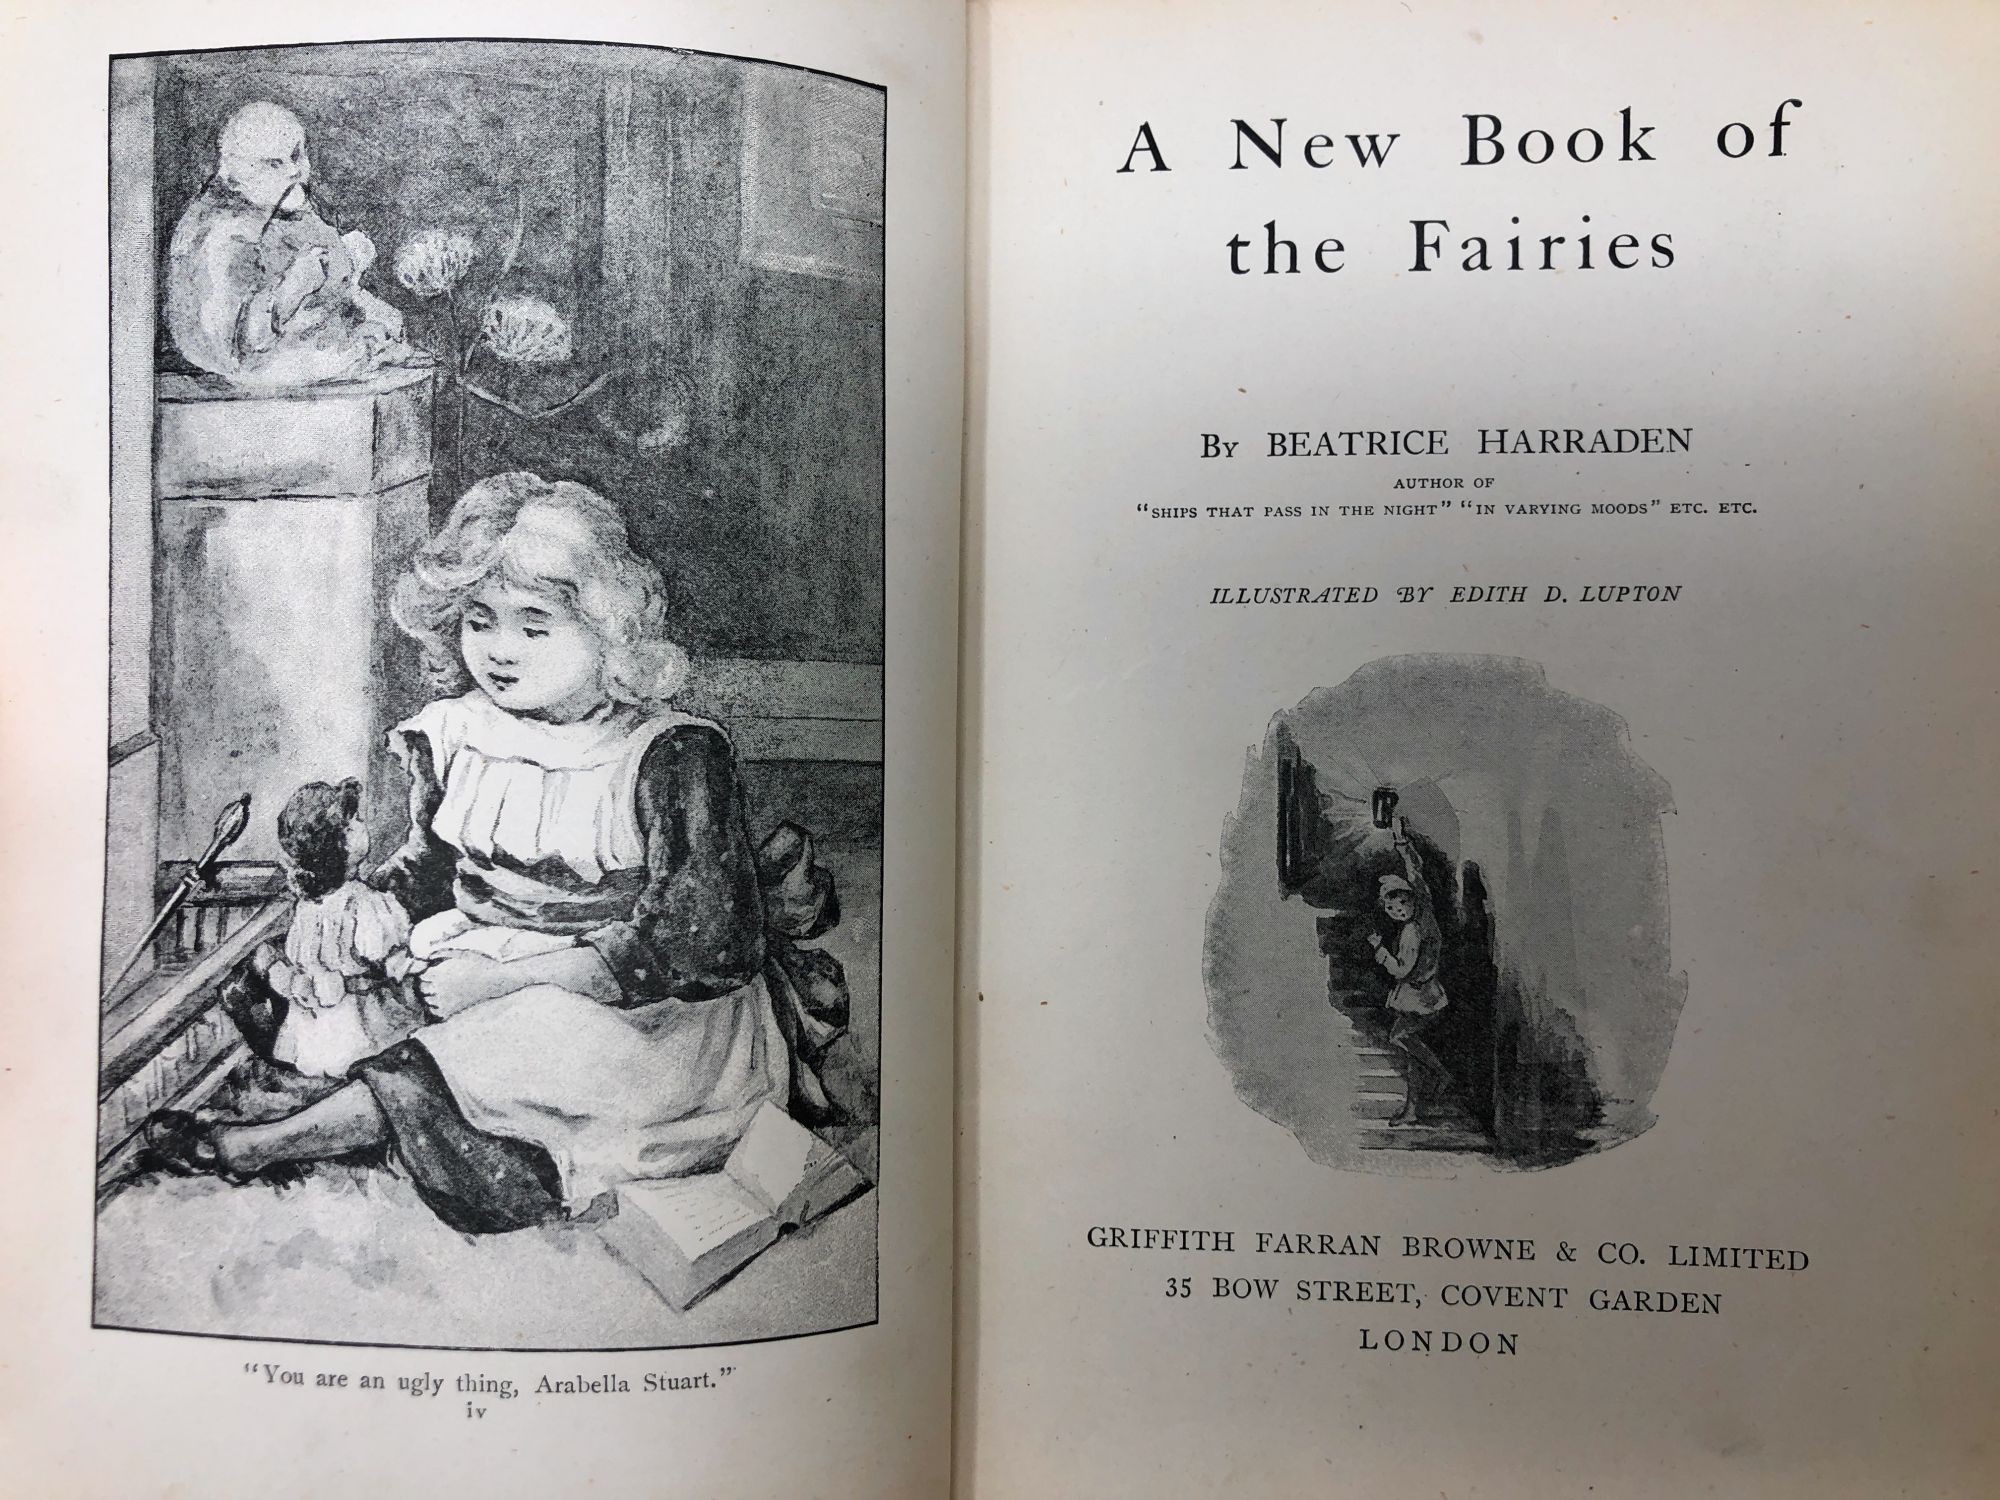 "You are an ugly thing, Arabella Stuart."
iv
A New Book of
the Fairies
By BEATRICE HARRADEN
AUTHOR OF
"SHIPS THAT PASS IN THE NIGHT" "IN VARYING MOODS" ETC. ETC.
ILLUSTRATED BY EDITH D. LUPTON
GRIFFITH FARRAN BROWNE & CO. LIMITED
35 BOW STREET, COVENT GARDEN
LONDON